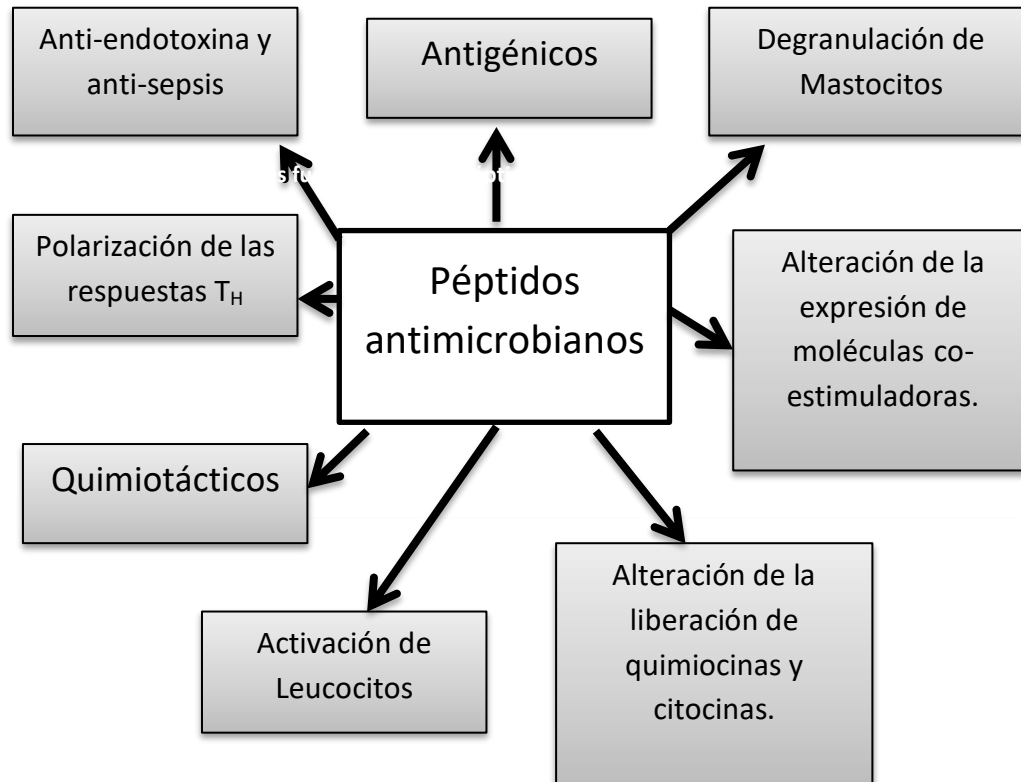 Anti-endotoxina y
anti-sepsis
Antigénicos
Degranulación de
Mastocitos
Polarización de las
respuestas T_H
Péptidos
antimicrobianos
Alteración de la
expresión de
moléculas co-
estimuladoras.
Quimiotácticos
Activación de
Leucocitos
Alteración de la
liberación de
quimiocinas y
citocinas.